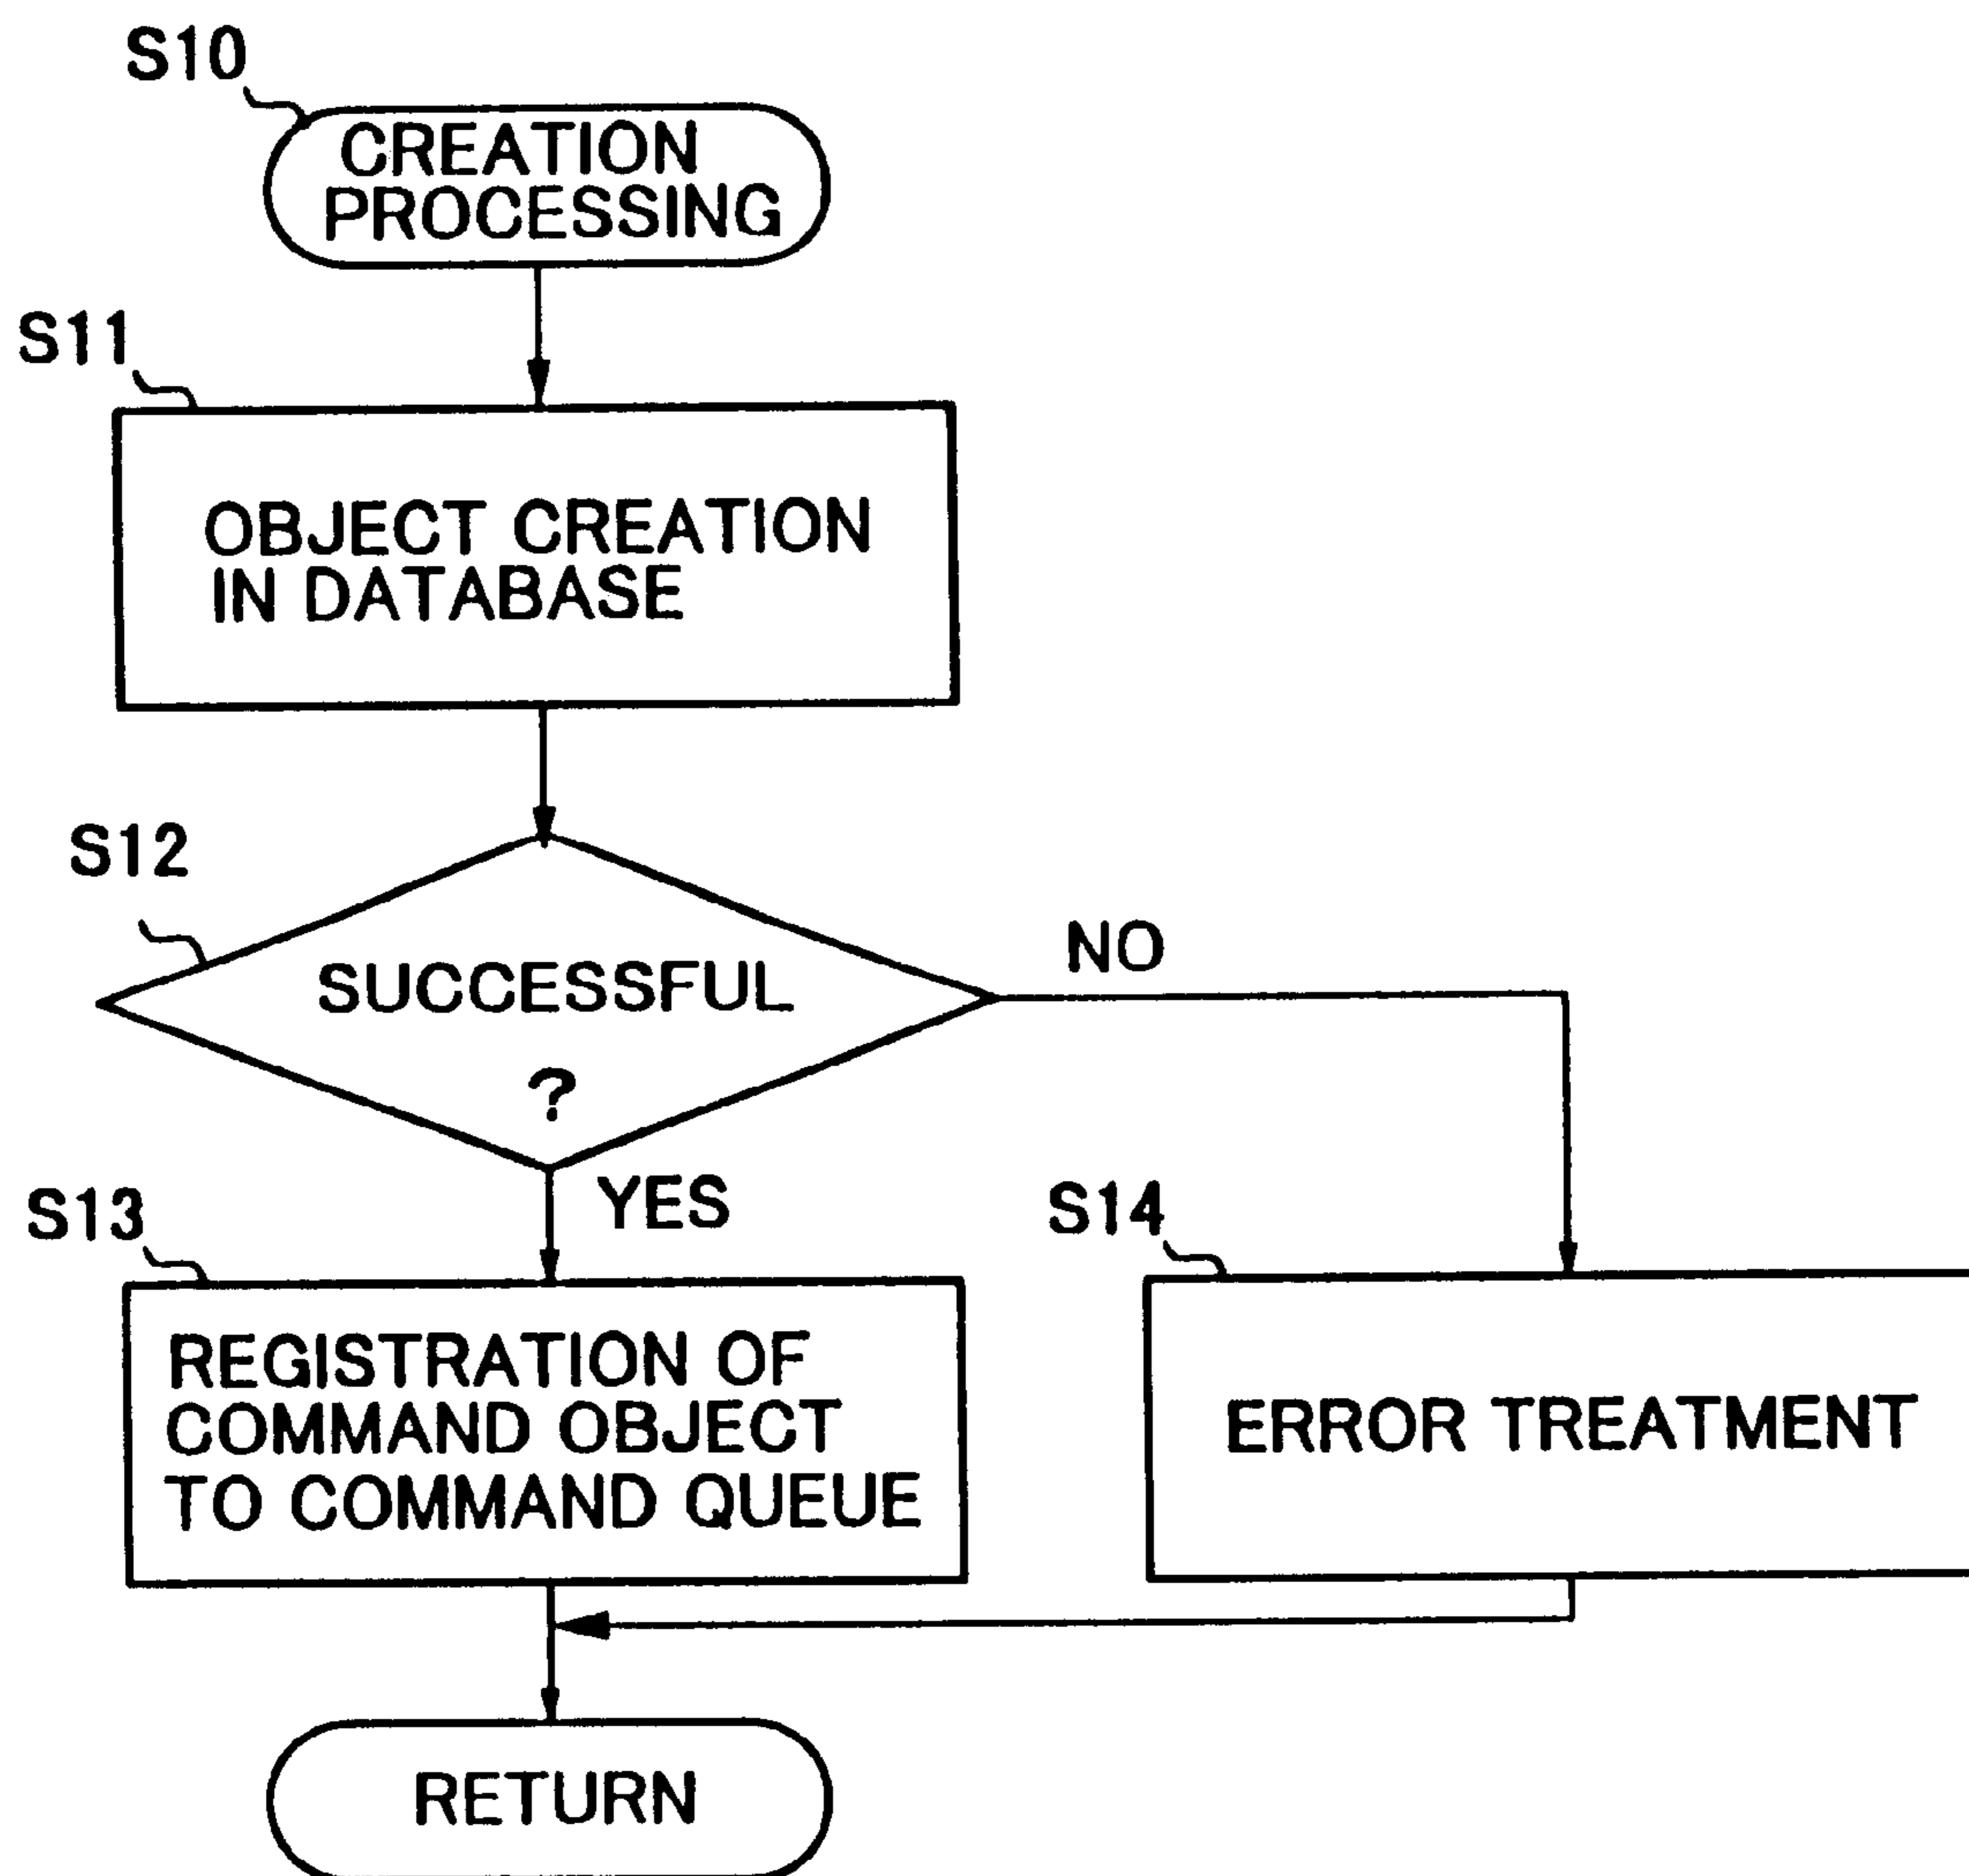 S10
CREATION
PROCESSING
S11
OBJECT CREATION
IN DATABASE
S12
SUCCESSFUL
?
NO
YES
S13
REGISTRATION OF
COMMAND OBJECT
TO COMMAND QUEUE
S14
ERROR TREATMENT
RETURN